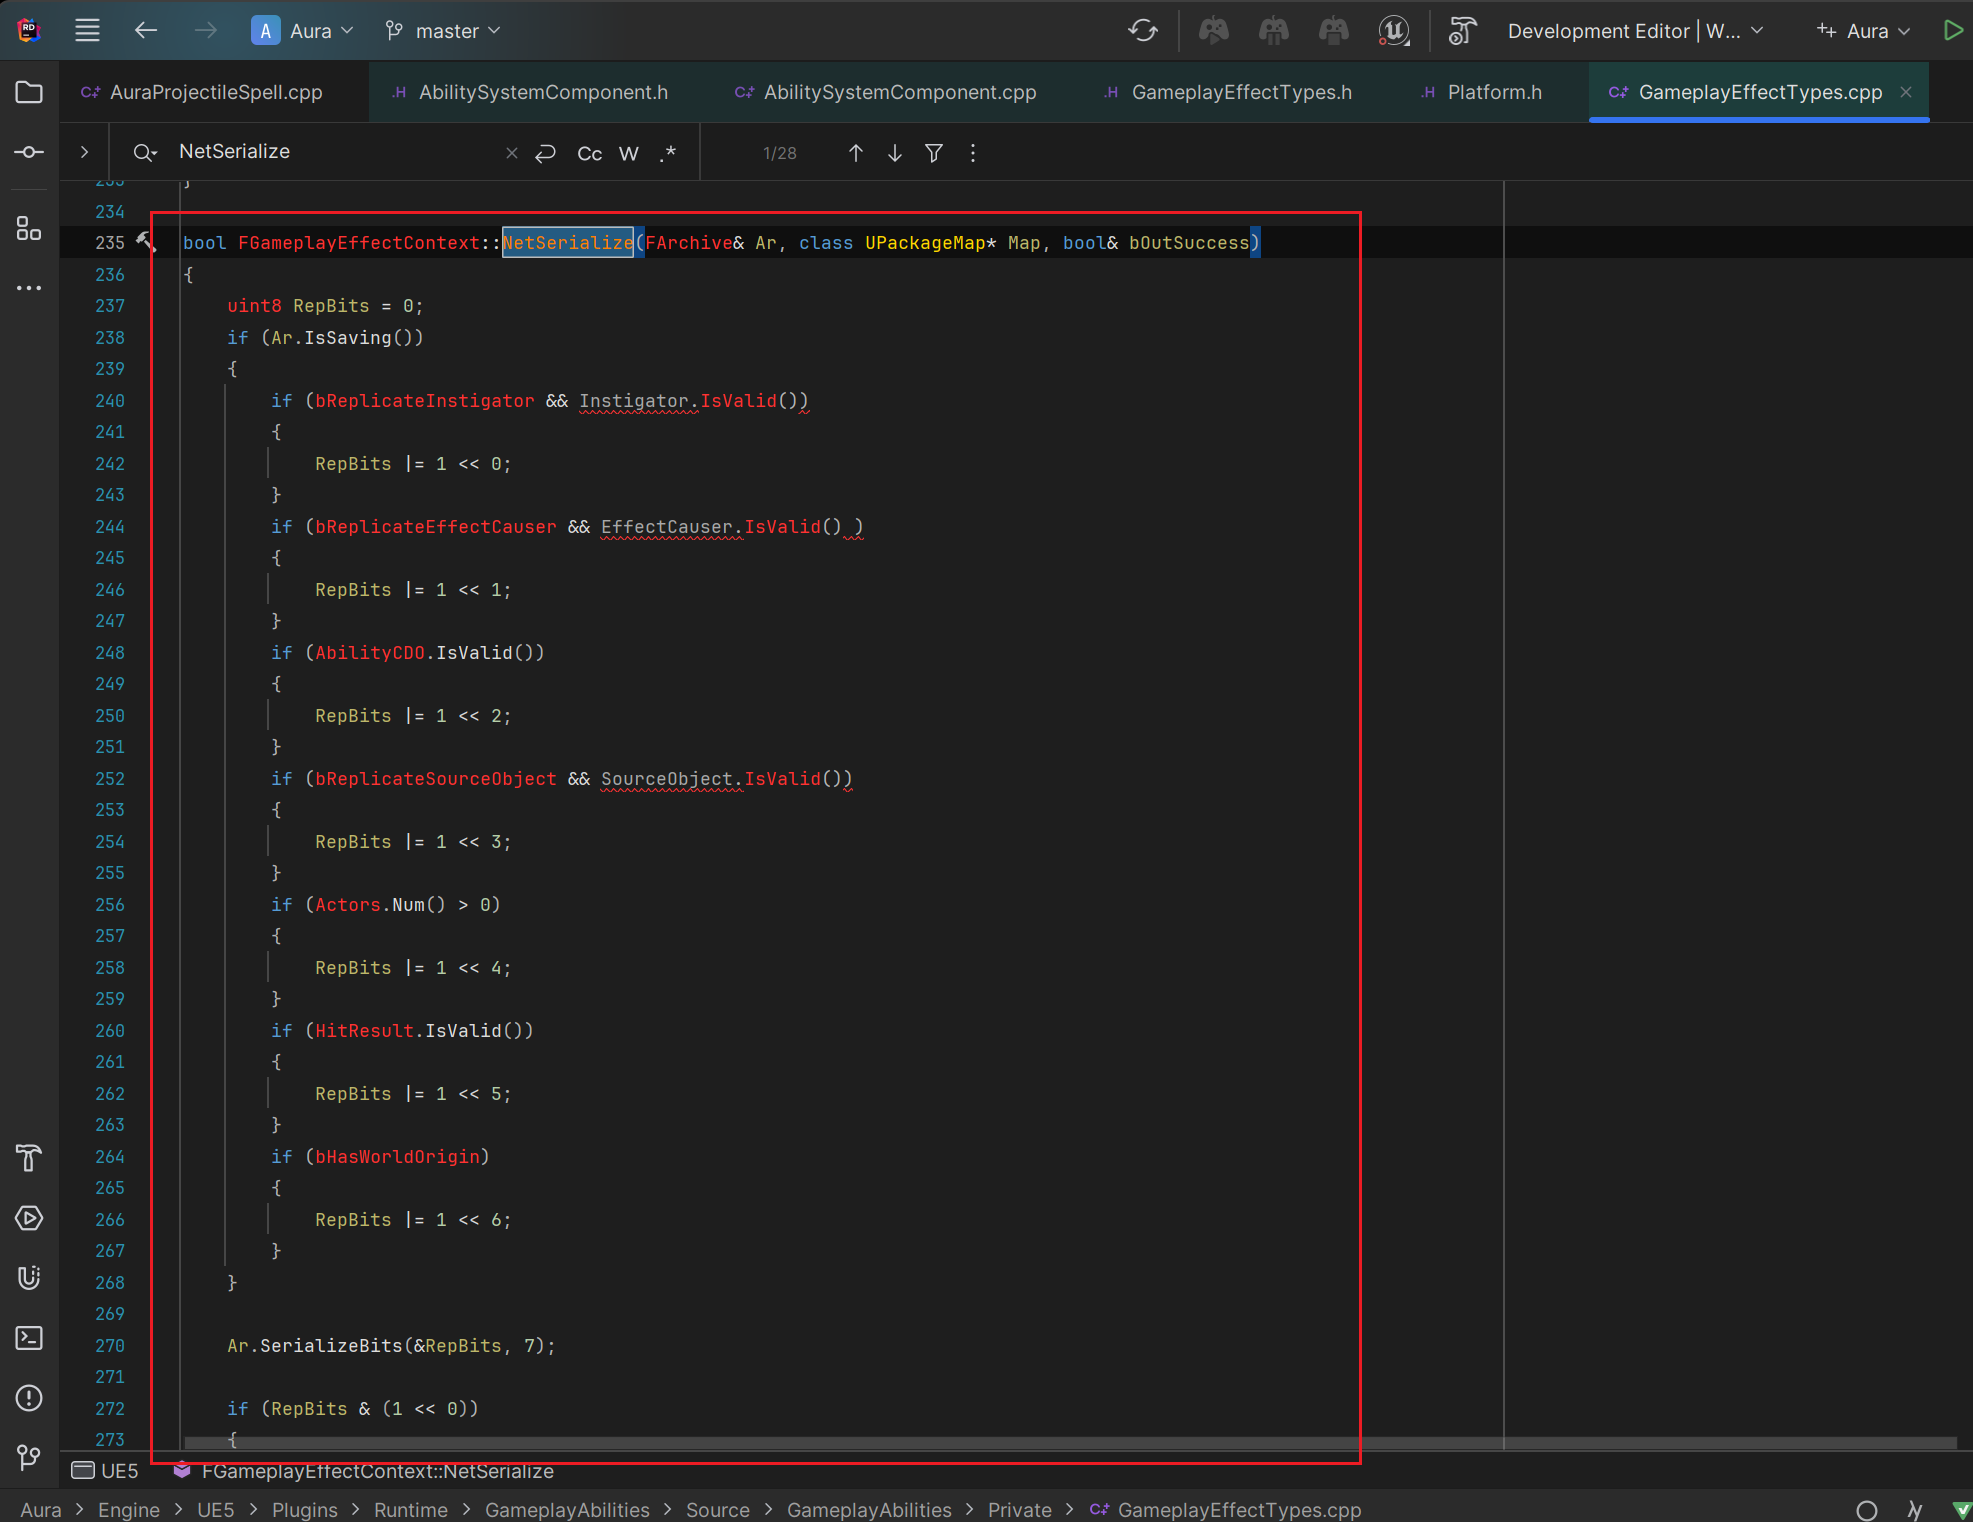 A Aura master Development Editor | W... Aura
AuraProjectileSpell.cpp AbilitySystemComponent.h AbilitySystemComponent.cpp GameplayEffectTypes.h Platform.h GameplayEffectTypes.cpp
NetSerialize Cc W .* 1/28
233 }
234
235 bool FGameplayEffectContext::NetSerialize(FArchive& Ar, class UPackageMap* Map, bool& bOutSuccess)
236 {
237 uint8 RepBits = 0;
238 if (Ar.IsSaving())
239 {
240 if (bReplicateInstigator && Instigator.IsValid())
241 {
242 RepBits |= 1 << 0;
243 }
244 if (bReplicateEffectCauser && EffectCauser.IsValid() )
245 {
246 RepBits |= 1 << 1;
247 }
248 if (AbilityCDO.IsValid())
249 {
250 RepBits |= 1 << 2;
251 }
252 if (bReplicateSourceObject && SourceObject.IsValid())
253 {
254 RepBits |= 1 << 3;
255 }
256 if (Actors.Num() > 0)
257 {
258 RepBits |= 1 << 4;
259 }
260 if (HitResult.IsValid())
261 {
262 RepBits |= 1 << 5;
263 }
264 if (bHasWorldOrigin)
265 {
266 RepBits |= 1 << 6;
267 }
268 }
269
270 Ar.SerializeBits(&RepBits, 7);
271
272 if (RepBits & (1 << 0))
273 {
UE5 FGameplayEffectContext::NetSerialize
Aura > Engine > UE5 > Plugins > Runtime > GameplayAbilities > Source > GameplayAbilities > Private > GameplayEffectTypes.cpp